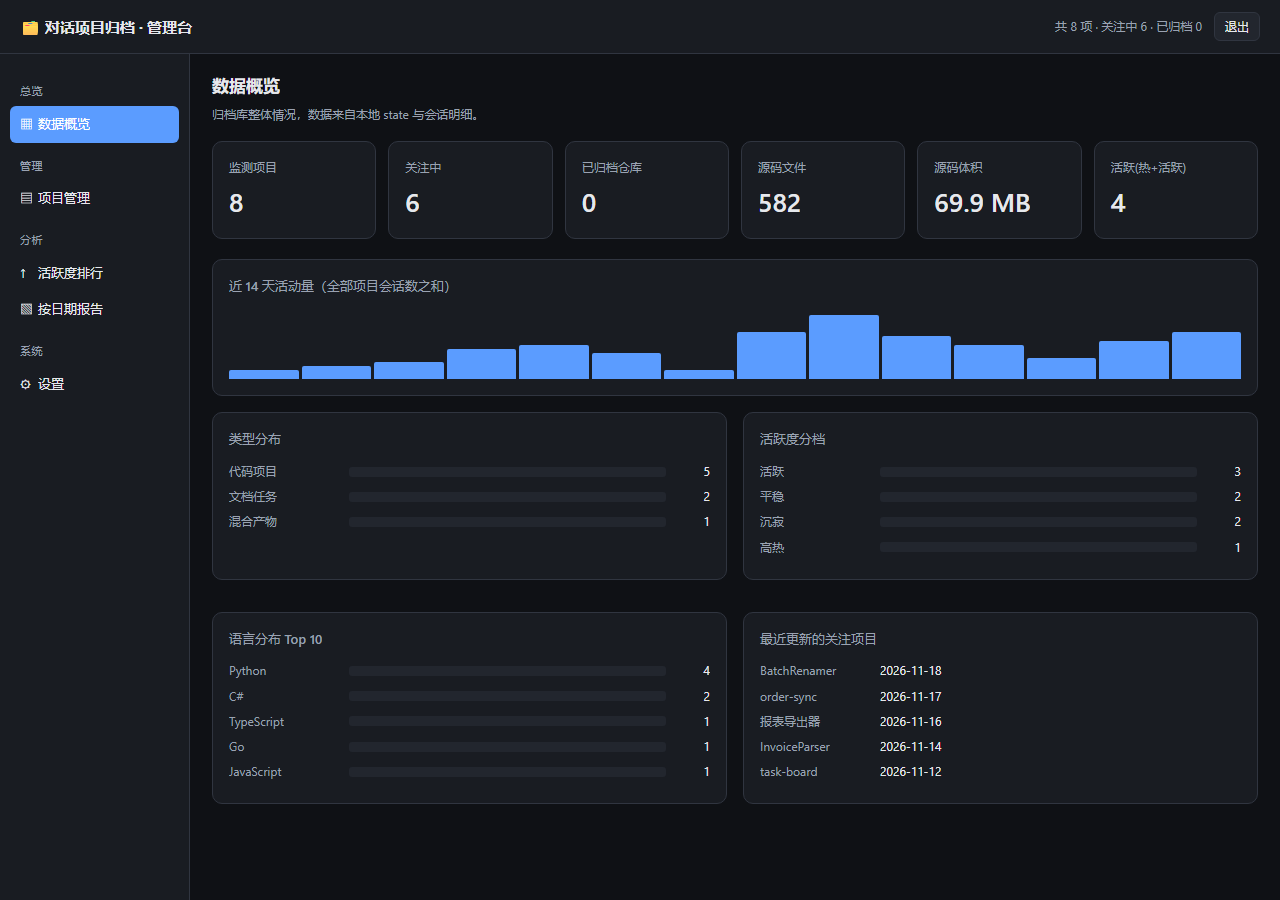 对话项目归档 · 管理台
共 8 项 · 关注中 6 · 已归档 0
退出
总览
数据概览
管理
项目管理
分析
活跃度排行
按日期报告
系统
设置
数据概览
归档库整体情况，数据来自本地 state 与会话明细。
监测项目
8
关注中
6
已归档仓库
0
源码文件
582
源码体积
69.9 MB
活跃(热+活跃)
4
近 14 天活动量（全部项目会话数之和）
类型分布
代码项目 5
文档任务 2
混合产物 1
活跃度分档
活跃 3
平稳 2
沉寂 2
高热 1
语言分布 Top 10
Python 4
C# 2
TypeScript 1
Go 1
JavaScript 1
最近更新的关注项目
BatchRenamer 2026-11-18
order-sync 2026-11-17
报表导出器 2026-11-16
InvoiceParser 2026-11-14
task-board 2026-11-12